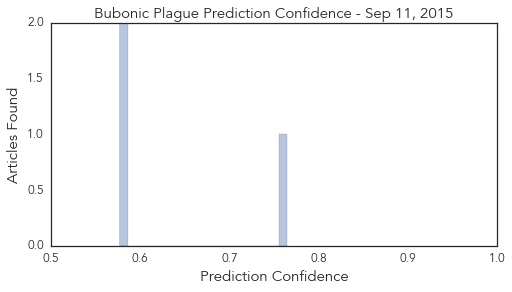 Bubonic Plague Prediction Confidence - Sep 11, 2015
2.0
1.5
1.0
0.5
0.0
Articles Found
0.5 0.6 0.7 0.8 0.9 1.0
Prediction Confidence